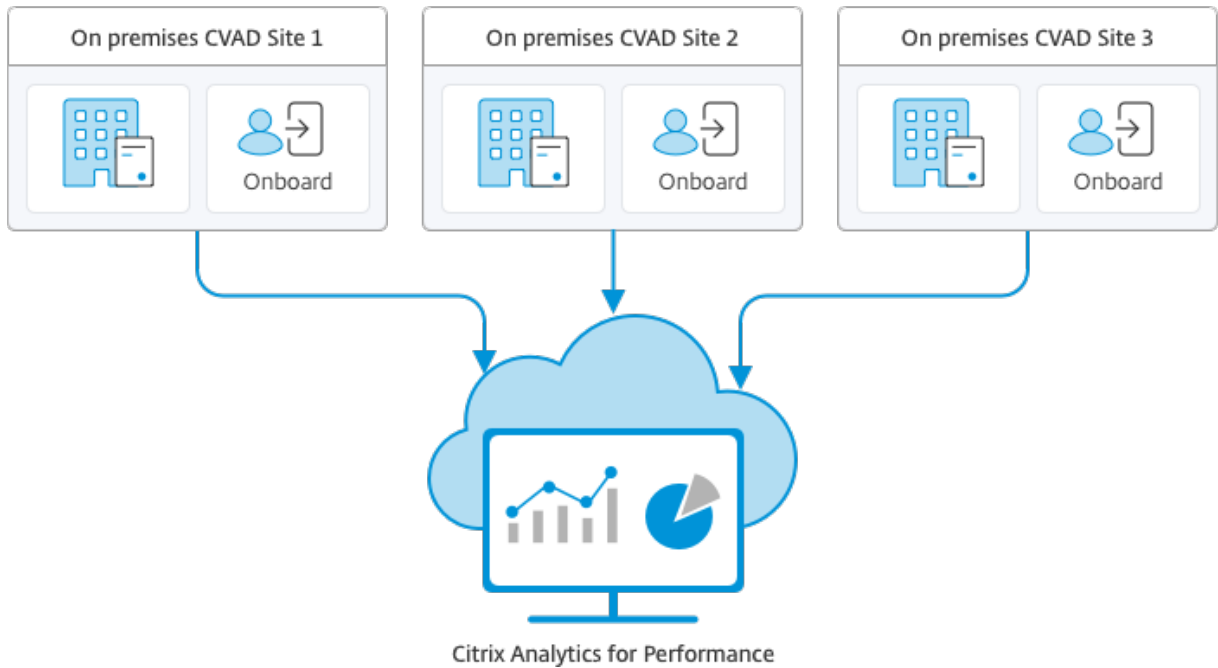 On premises CVAD Site 1
On premises CVAD Site 2
On premises CVAD Site 3
Onboard
Onboard
Onboard
Citrix Analytics for Performance